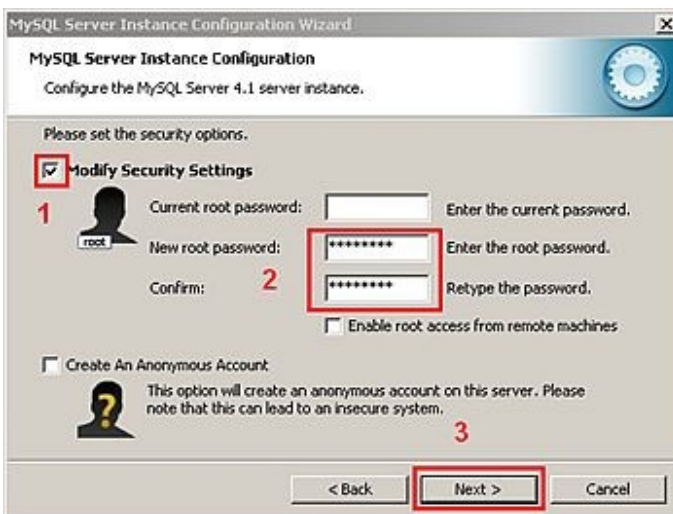 MySQL Server Instance Configuration Wizard
MySQL Server Instance Configuration
Configure the MySQL Server 4.1 server instance.
Please set the security options.
Modify Security Settings
1
root
Current root password:
Enter the current password.
New root password:
********
Enter the root password.
2
Confirm:
********
Retype the password.
Enable root access from remote machines
Create An Anonymous Account
This option will create an anonymous account on this server. Please
note that this can lead to an insecure system.
3
< Back
Next >
Cancel